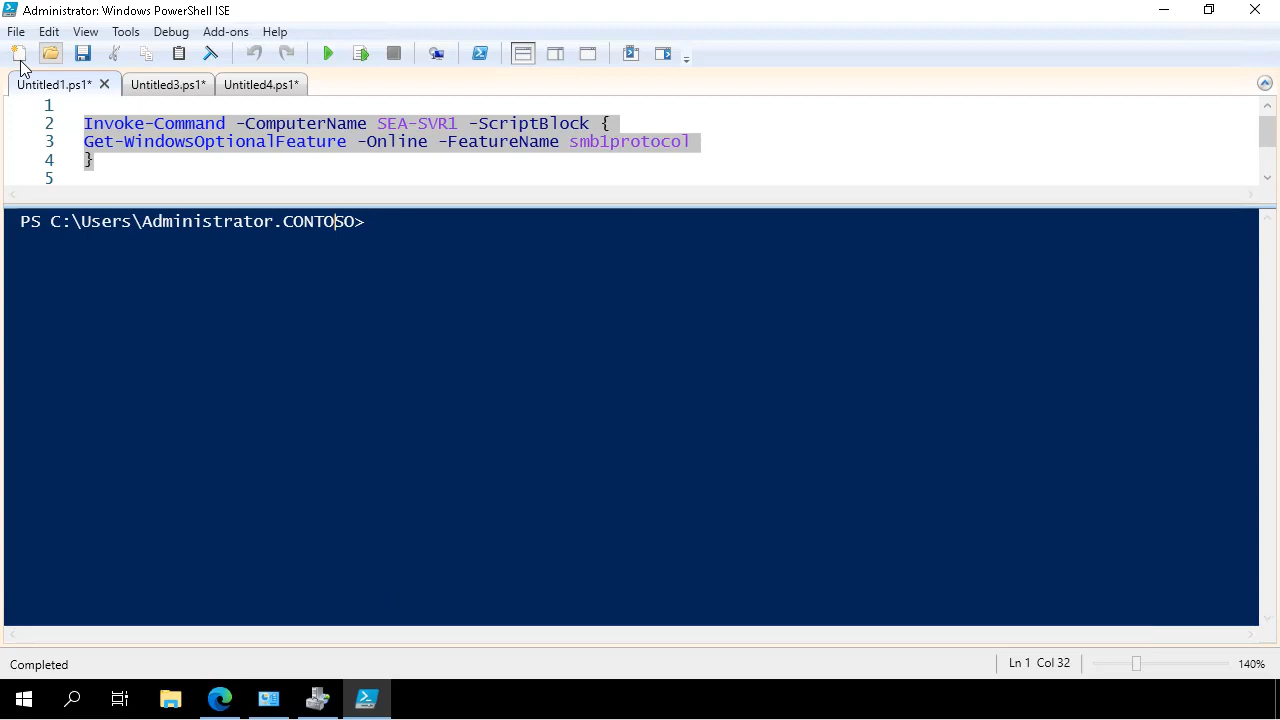 Administrator: Windows PowerShell ISE
File Edit View Tools Debug Add-ons Help
Untitled1.ps1* Untitled3.ps1* Untitled4.ps1*
1
2 Invoke-Command -ComputerName SEA-SVR1 -ScriptBlock {
3 Get-WindowsOptionalFeature -Online -FeatureName smb1protocol
4 }
5
PS C:\Users\Administrator.CONTOSO>
Completed Ln 1 Col 32 140%